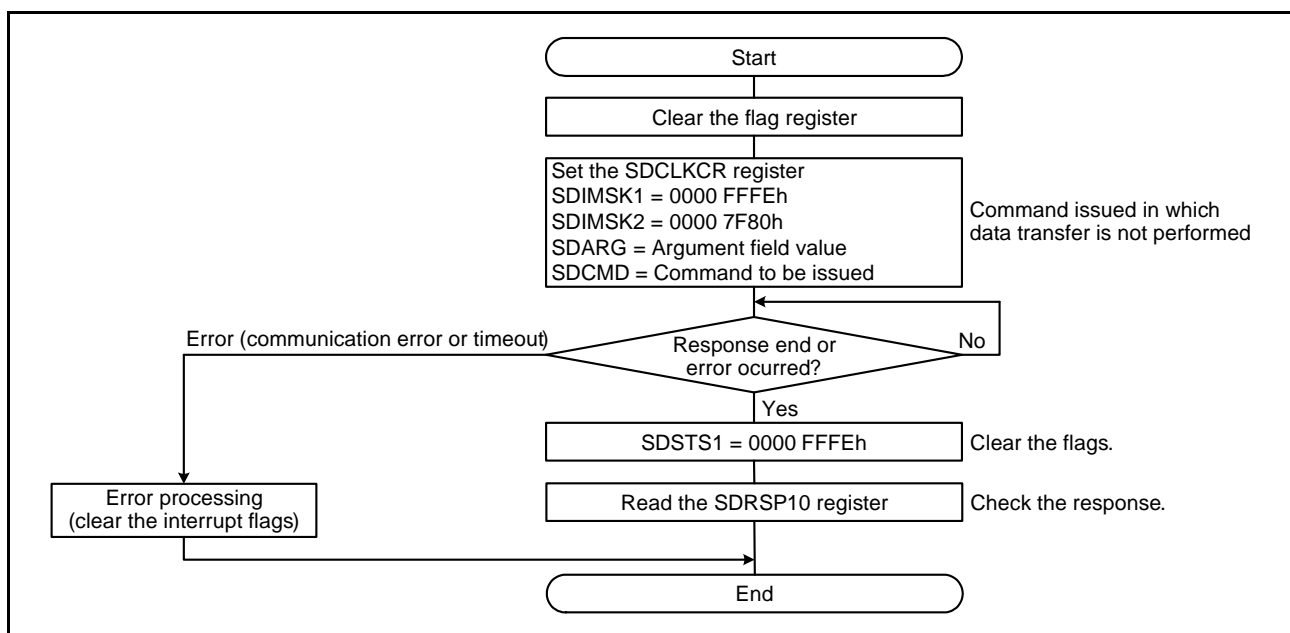 Start
Clear the flag register
Set the SDCLKCR register
SDIMSK1 = 0000 FFFEh
SDIMSK2 = 0000 7F80h
SDARG = Argument field value
SDCMD = Command to be issued
Command issued in which
data transfer is not performed
Error (communication error or timeout)
Response end or
error ocurred?
No
Yes
SDSTS1 = 0000 FFFEh
Clear the flags.
Error processing
(clear the interrupt flags)
Read the SDRSP10 register
Check the response.
End